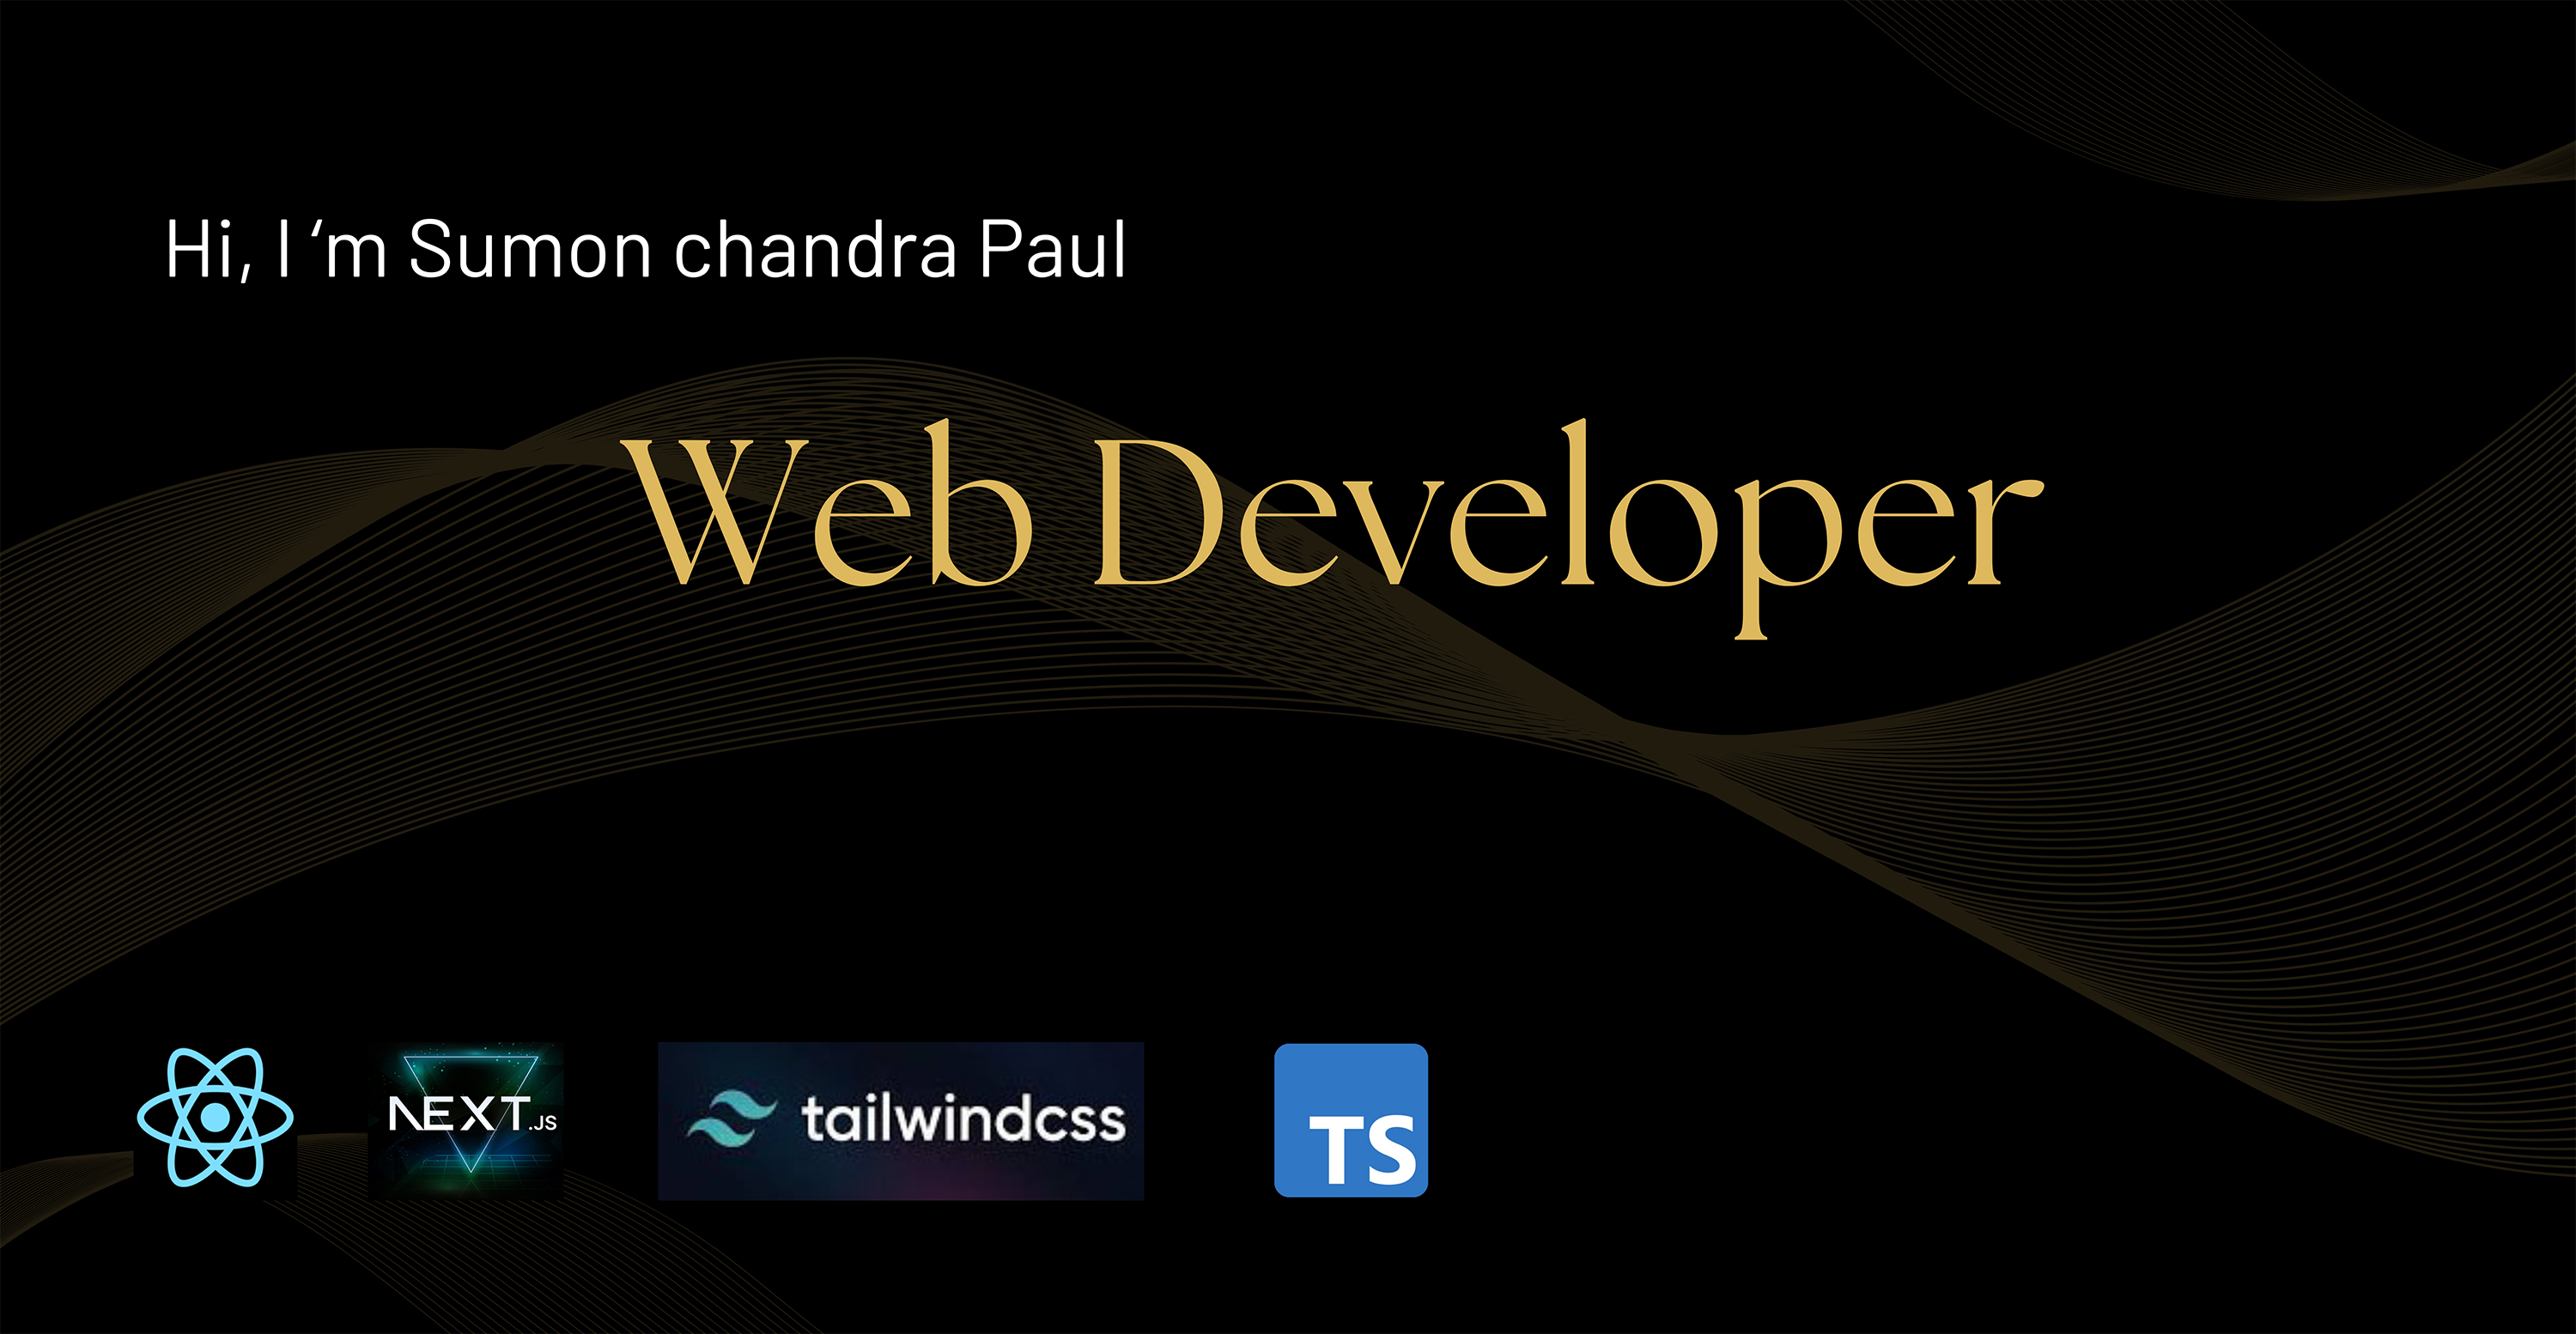 Hi, I ‘m Sumon chandra Paul
Web Developer
NEXT.JS
tailwindcss
TS